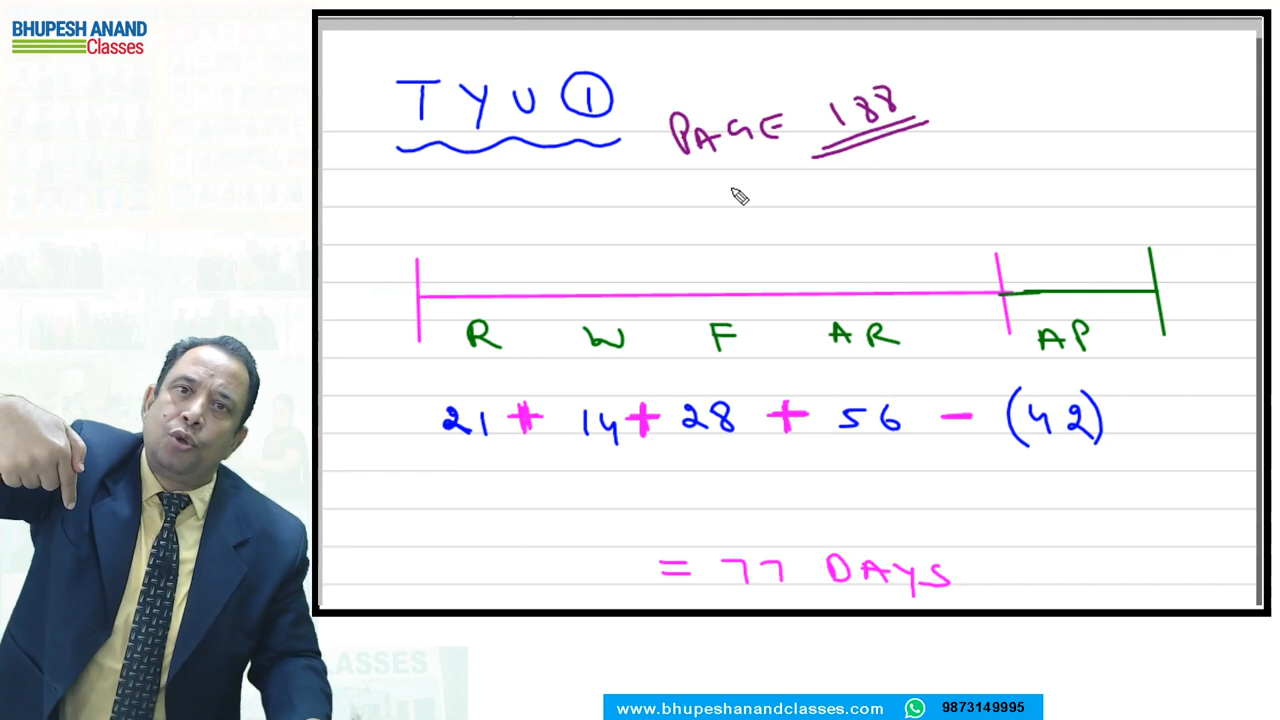 BHUPESH ANAND
Classes
T Y U ①
PAGE 188
R W F AR AP
21 + 14 + 28 + 56 - (42)
= 77 DAYS
CLASSES
www.bhupeshanandclasses.com 9873149995